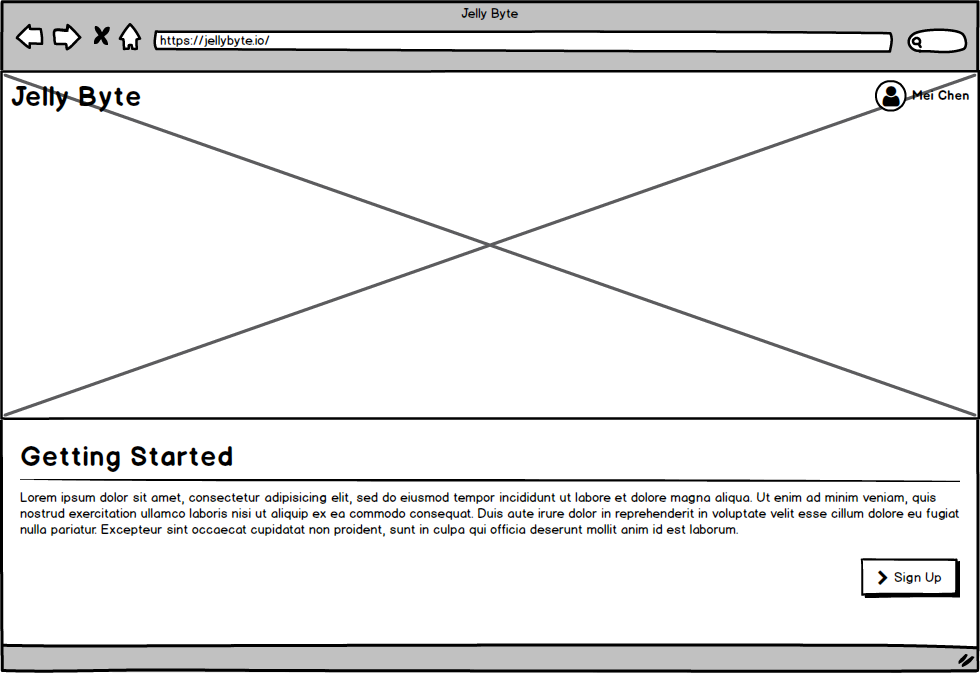 Jelly Byte
https://jellybyte.io/
Jelly Byte
Mei Chen
Getting Started
Lorem ipsum dolor sit amet, consectetur adipisicing elit, sed do eiusmod tempor incididunt ut labore et dolore magna aliqua. Ut enim ad minim veniam, quis
nostrud exercitation ullamco laboris nisi ut aliquip ex ea commodo consequat. Duis aute irure dolor in reprehenderit in voluptate velit esse cillum dolore eu fugiat
nulla pariatur. Excepteur sint occaecat cupidatat non proident, sunt in culpa qui officia deserunt mollit anim id est laborum.
Sign Up